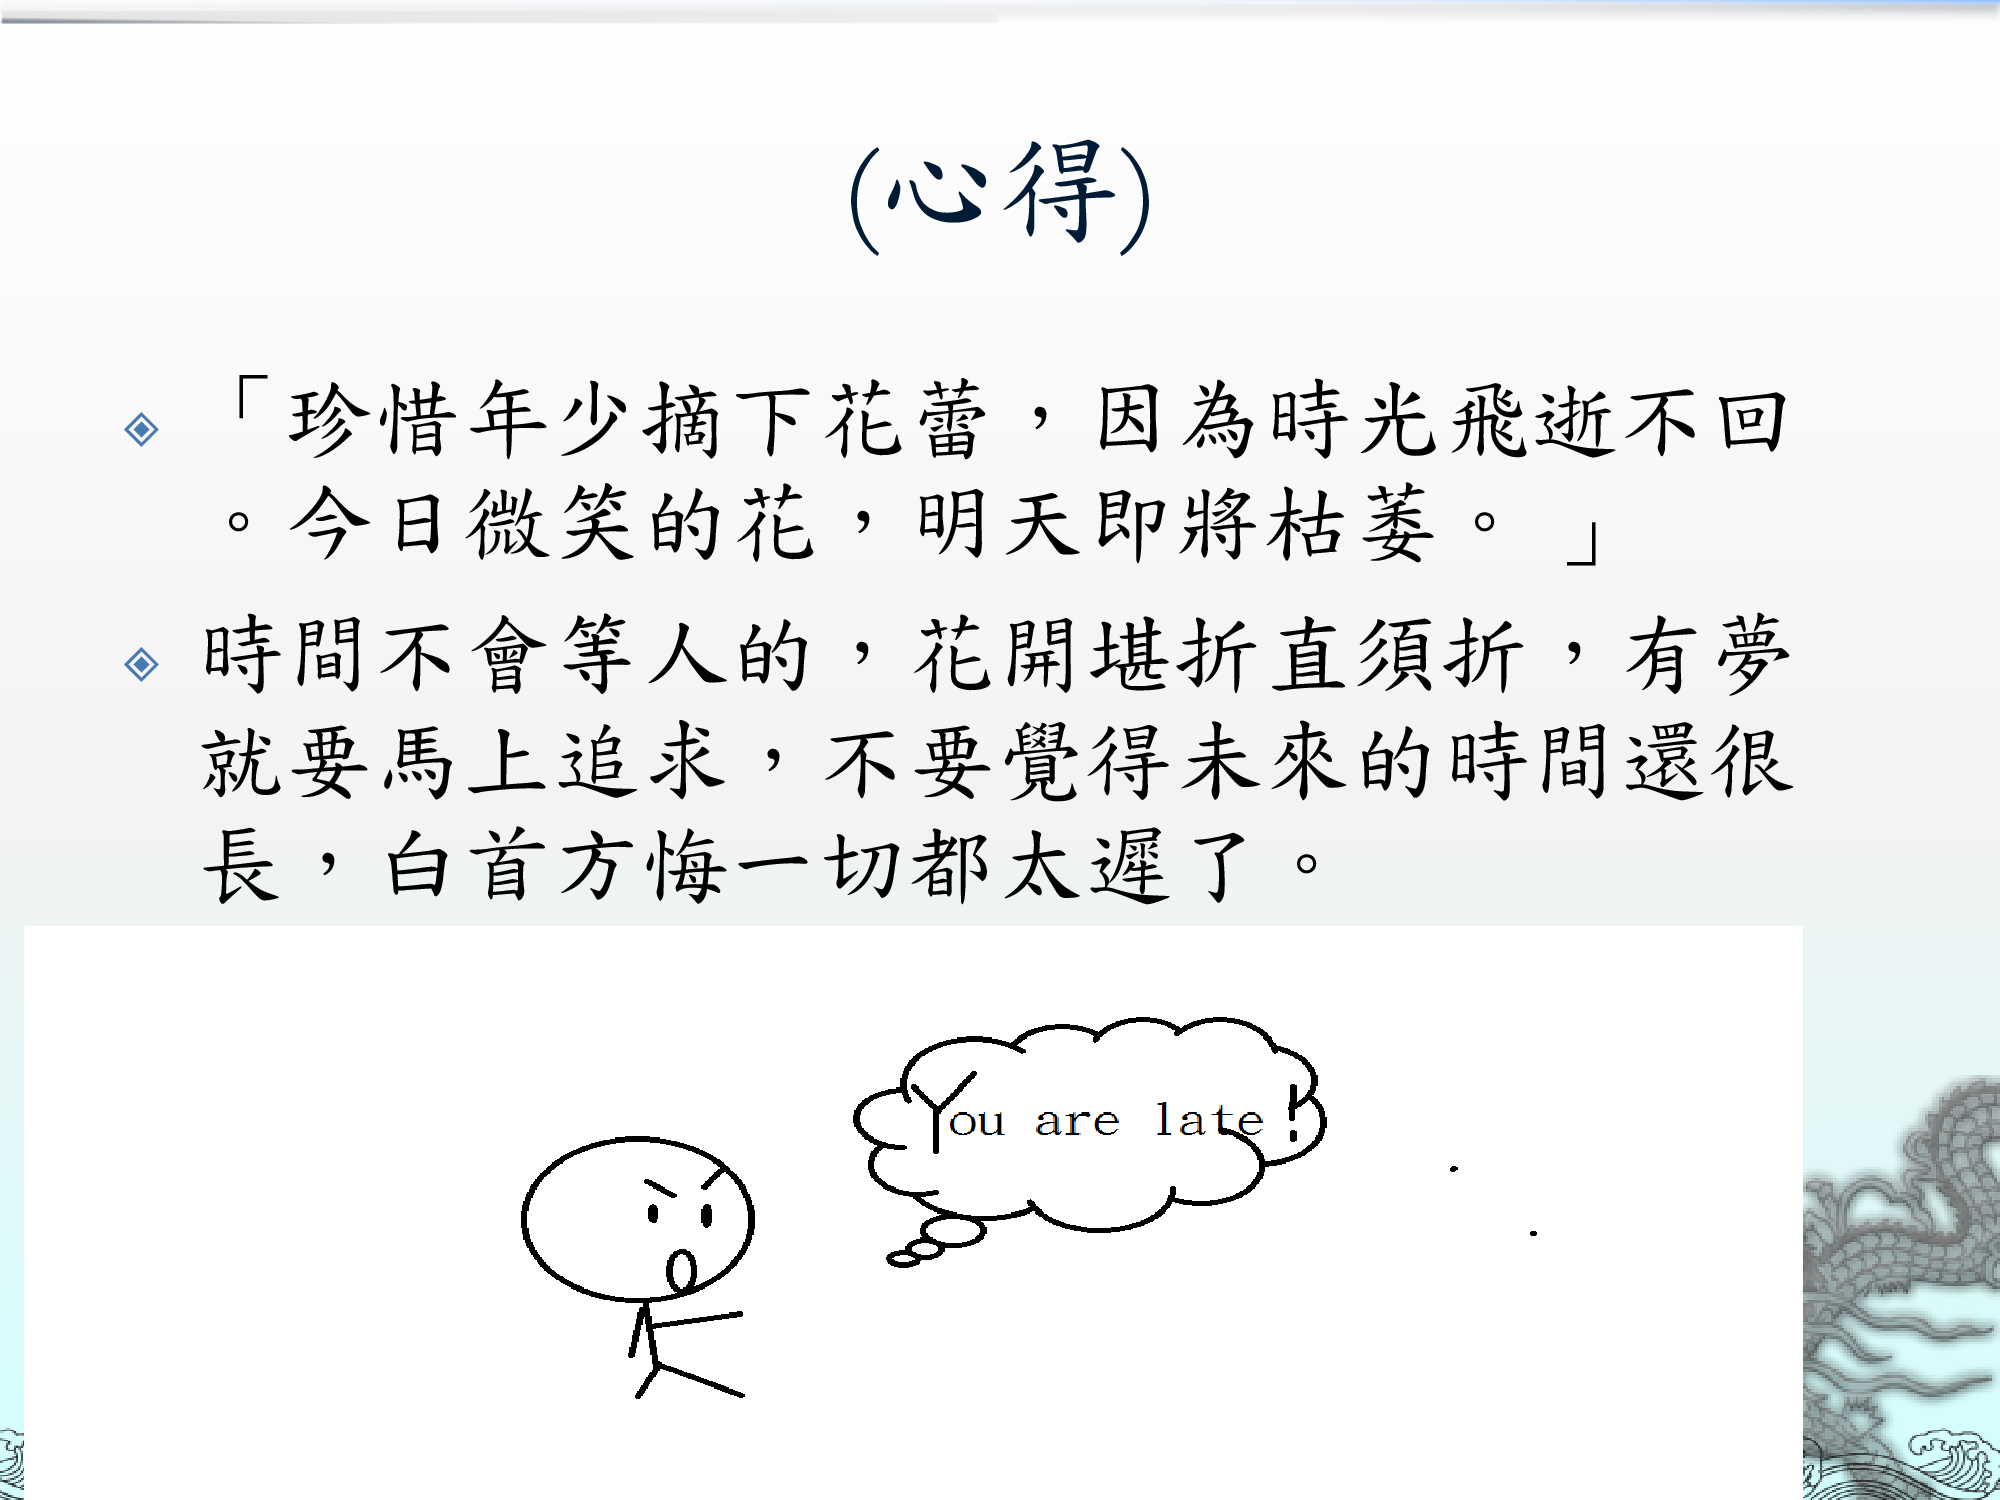 (心得)
「珍惜年少摘下花蕾，因為時光飛逝不回
。今日微笑的花，明天即將枯萎。」
時間不會等人的，花開堪折直須折，有夢
就要馬上追求，不要覺得未來的時間還很
長，白首方悔一切都太遲了。
You are late!